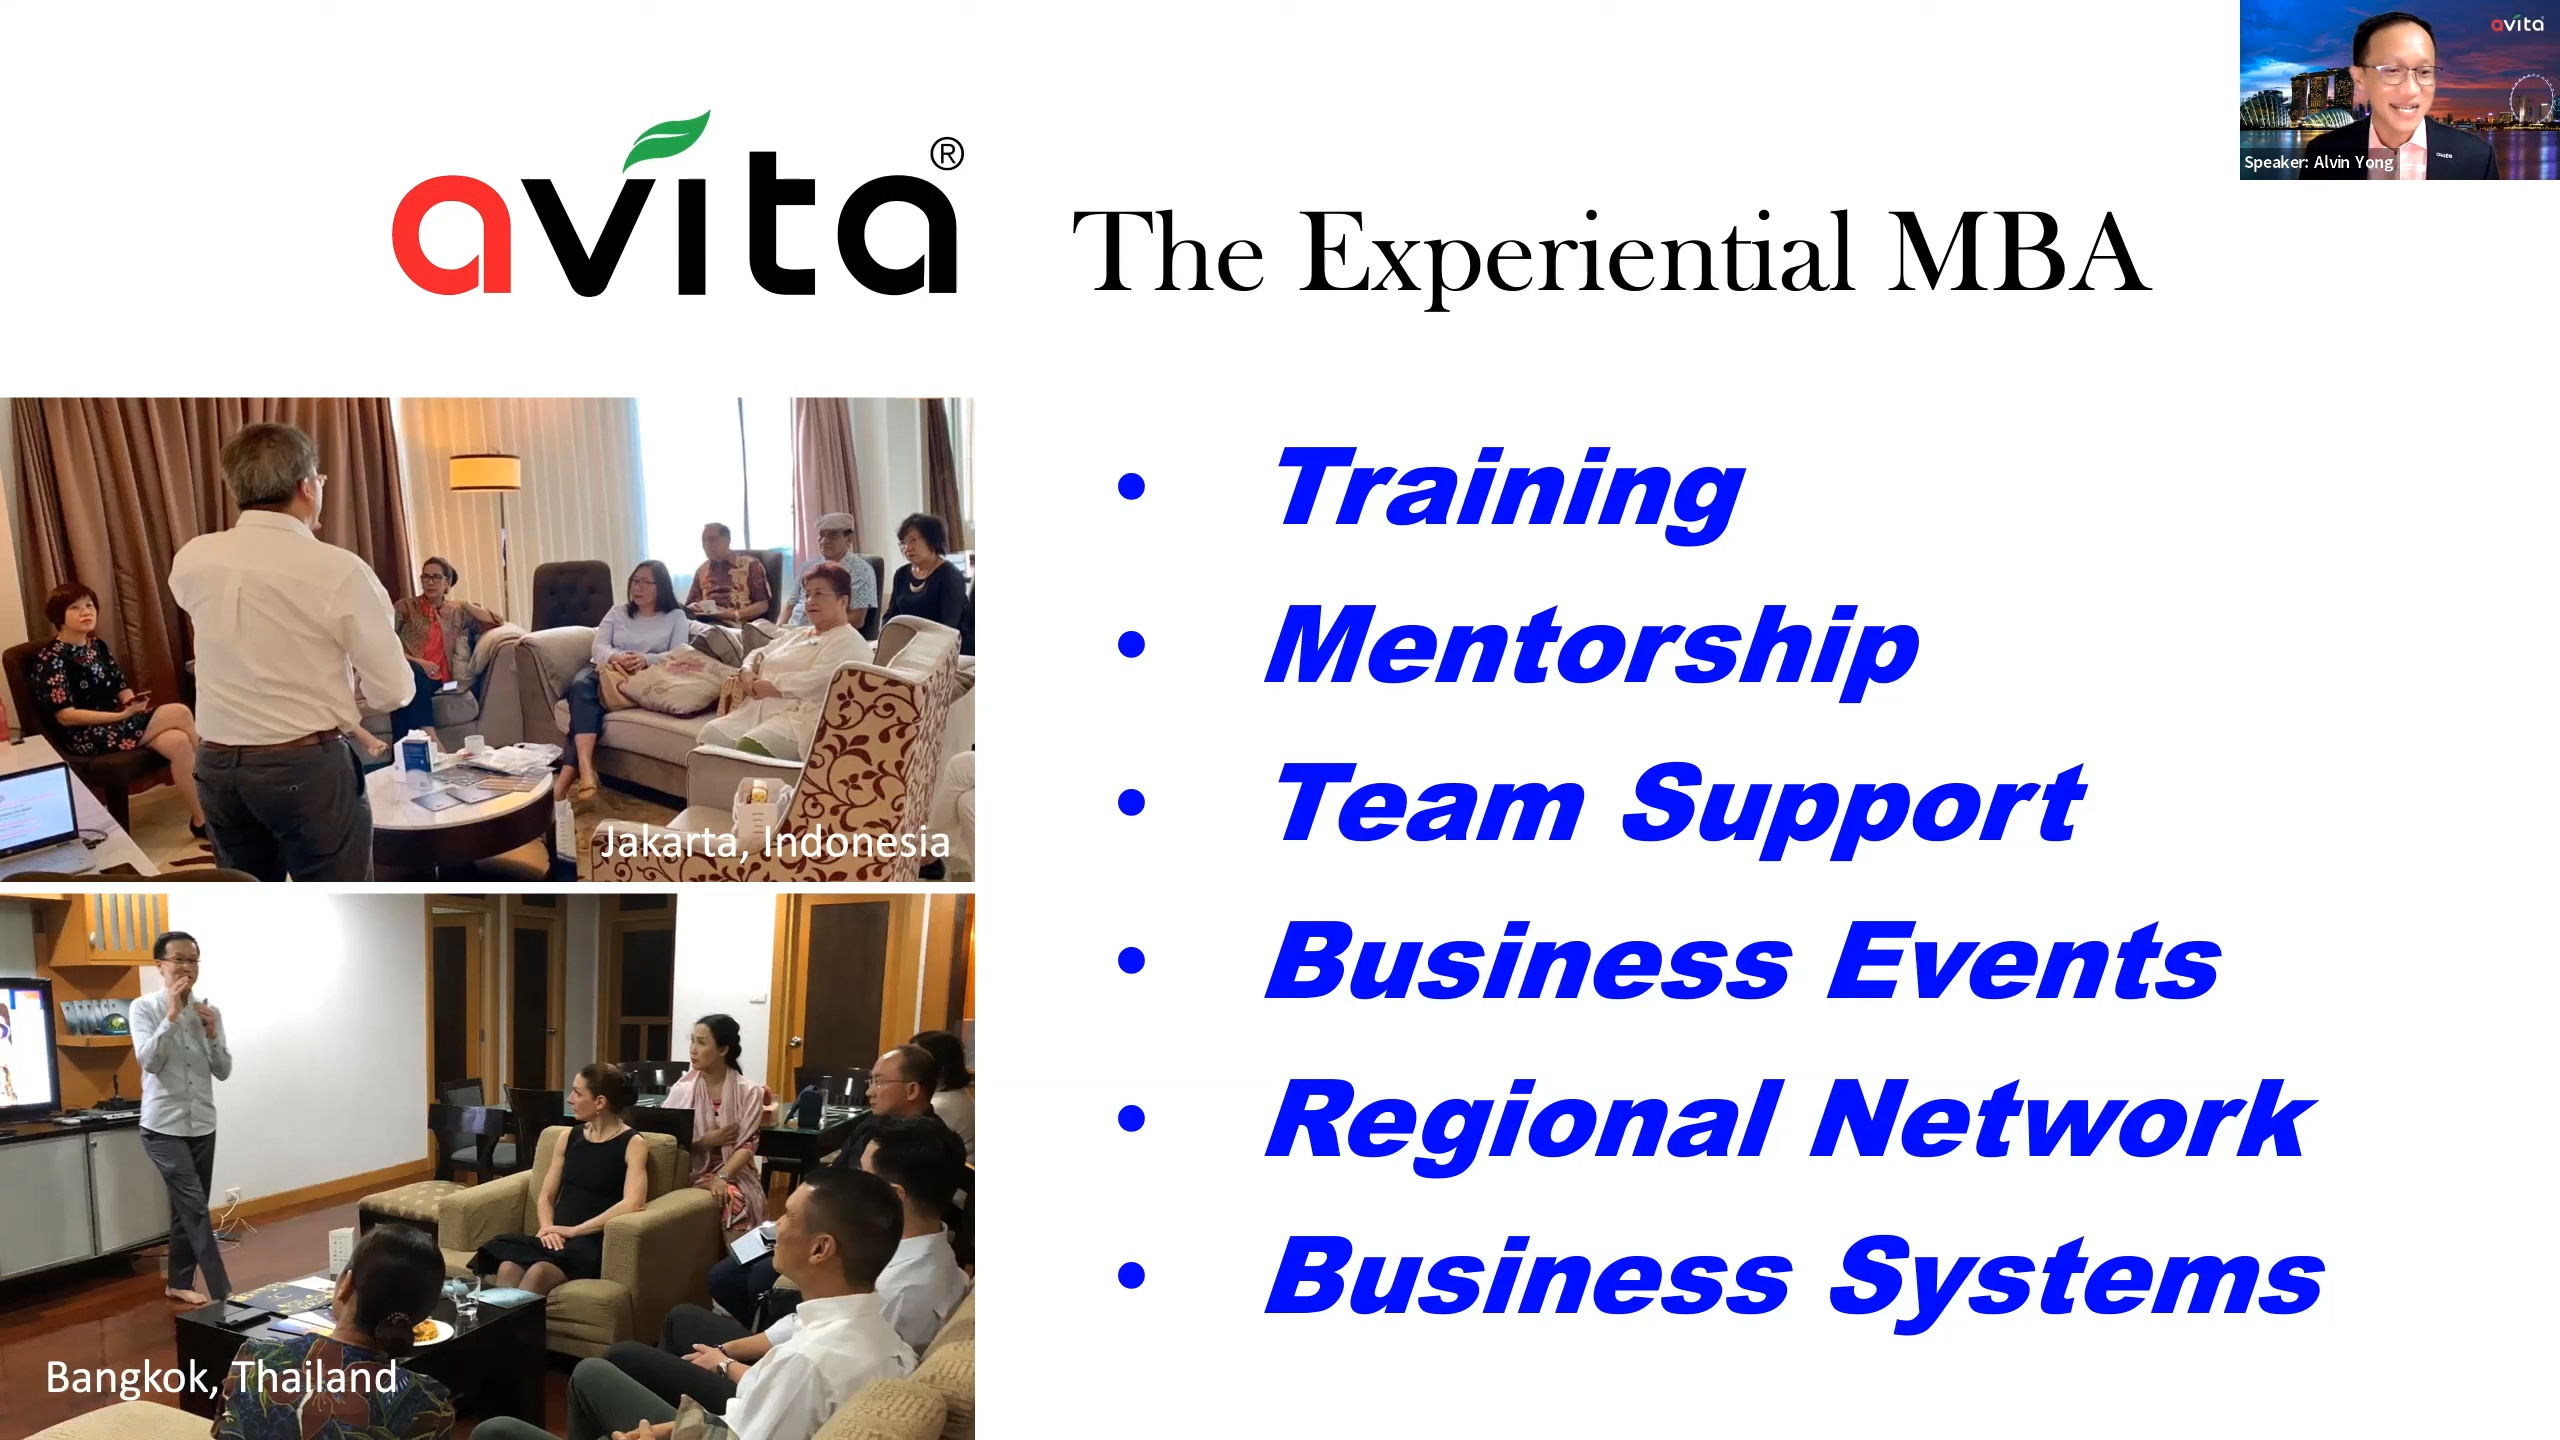 avita®
The Experiential MBA
avita
Speaker: Alvin Yong
• Training
• Mentorship
• Team Support
• Business Events
• Regional Network
• Business Systems
Jakarta, Indonesia
Bangkok, Thailand